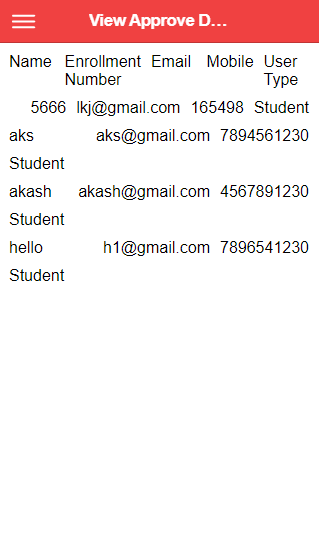 View Approve D...
Name Enrollment Number Email Mobile User Type
5666 lkj@gmail.com 165498 Student
aks aks@gmail.com 7894561230
Student
akash akash@gmail.com 4567891230
Student
hello h1@gmail.com 7896541230
Student